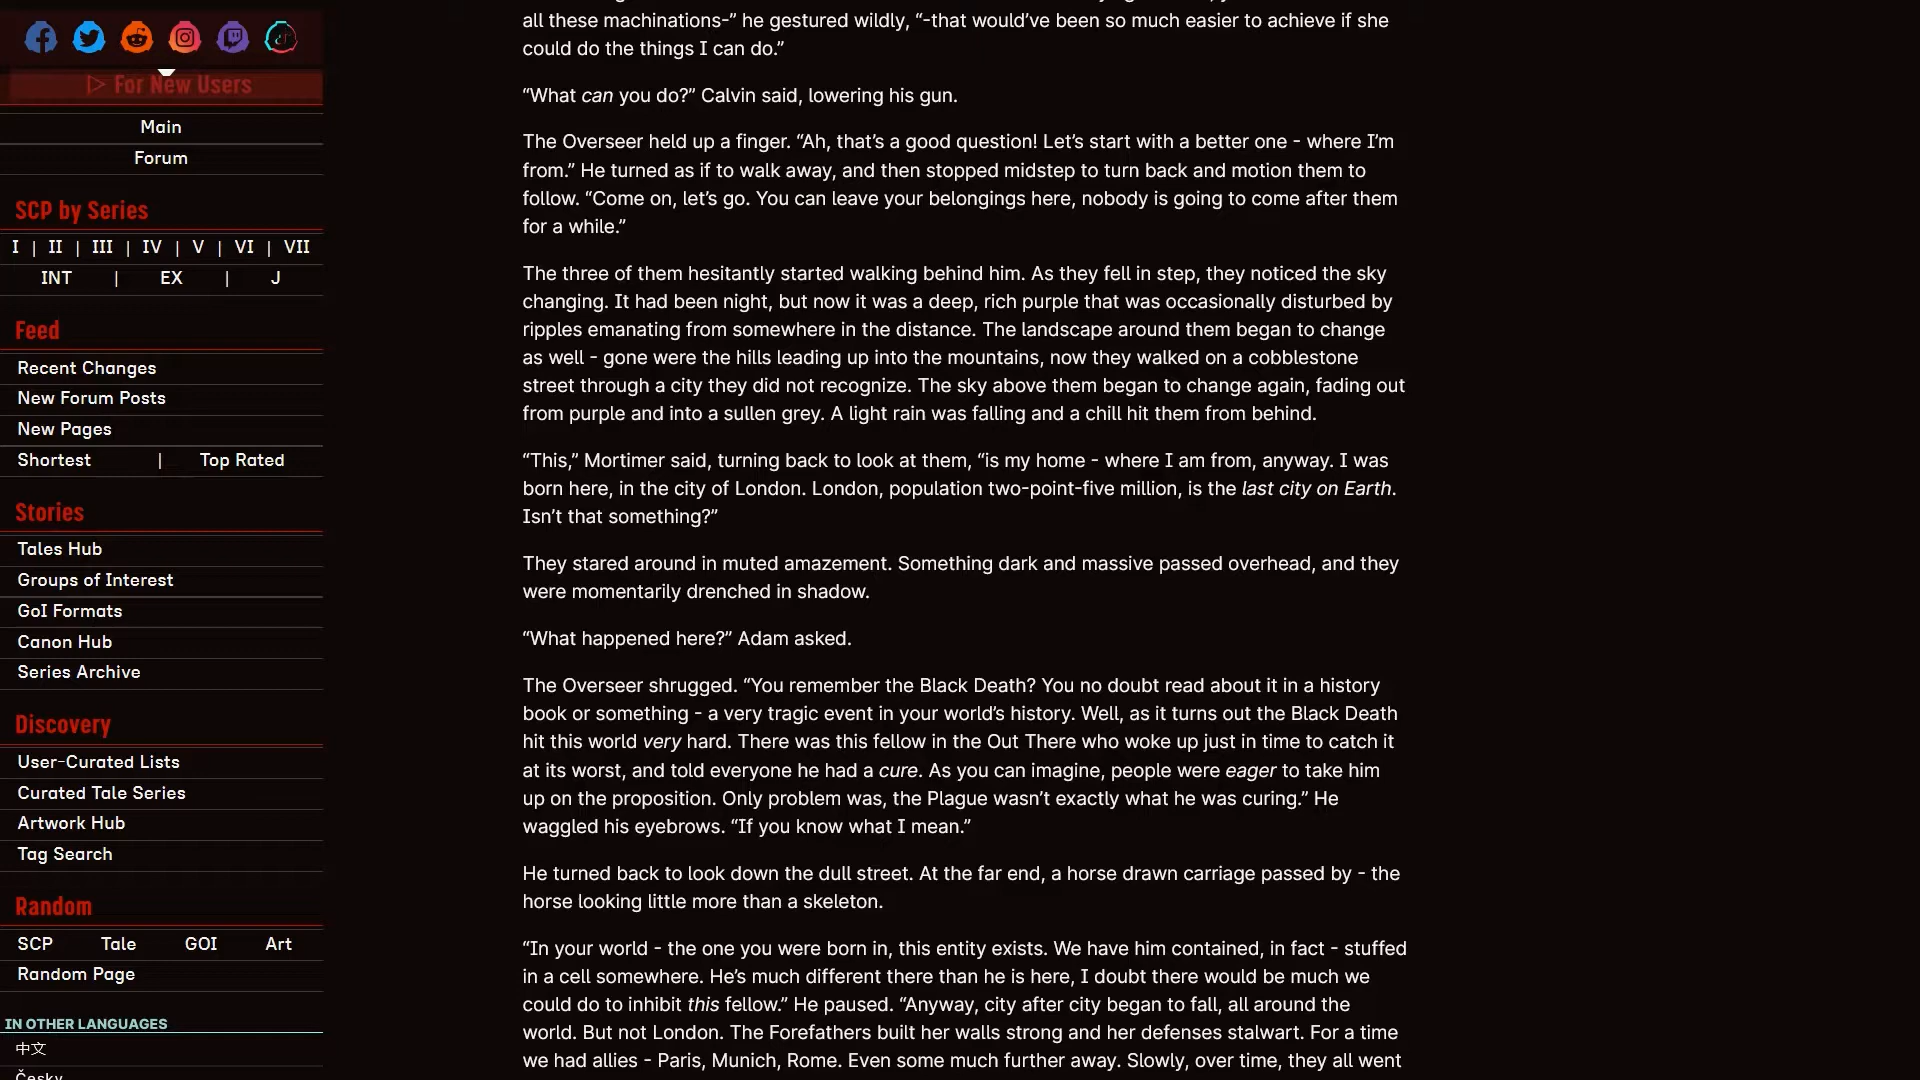 ▷ For New Users
Main
Forum
SCP by Series
I | II | III | IV | V | VI | VII
INT | EX | J
Feed
Recent Changes
New Forum Posts
New Pages
Shortest | Top Rated
Stories
Tales Hub
Groups of Interest
GoI Formats
Canon Hub
Series Archive
Discovery
User-Curated Lists
Curated Tale Series
Artwork Hub
Tag Search
Random
SCP Tale GOI Art
Random Page
IN OTHER LANGUAGES
中文
Česky
all these machinations-” he gestured wildly, “-that would’ve been so much easier to achieve if she
could do the things I can do.”
“What can you do?” Calvin said, lowering his gun.
The Overseer held up a finger. “Ah, that’s a good question! Let’s start with a better one - where I’m
from.” He turned as if to walk away, and then stopped midstep to turn back and motion them to
follow. “Come on, let’s go. You can leave your belongings here, nobody is going to come after them
for a while.”
The three of them hesitantly started walking behind him. As they fell in step, they noticed the sky
changing. It had been night, but now it was a deep, rich purple that was occasionally disturbed by
ripples emanating from somewhere in the distance. The landscape around them began to change
as well - gone were the hills leading up into the mountains, now they walked on a cobblestone
street through a city they did not recognize. The sky above them began to change again, fading out
from purple and into a sullen grey. A light rain was falling and a chill hit them from behind.
“This,” Mortimer said, turning back to look at them, “is my home - where I am from, anyway. I was
born here, in the city of London. London, population two-point-five million, is the last city on Earth.
Isn’t that something?”
They stared around in muted amazement. Something dark and massive passed overhead, and they
were momentarily drenched in shadow.
“What happened here?” Adam asked.
The Overseer shrugged. “You remember the Black Death? You no doubt read about it in a history
book or something - a very tragic event in your world’s history. Well, as it turns out the Black Death
hit this world very hard. There was this fellow in the Out There who woke up just in time to catch it
at its worst, and told everyone he had a cure. As you can imagine, people were eager to take him
up on the proposition. Only problem was, the Plague wasn’t exactly what he was curing.” He
waggled his eyebrows. “If you know what I mean.”
He turned back to look down the dull street. At the far end, a horse drawn carriage passed by - the
horse looking little more than a skeleton.
“In your world - the one you were born in, this entity exists. We have him contained, in fact - stuffed
in a cell somewhere. He’s much different there than he is here, I doubt there would be much we
could do to inhibit this fellow.” He paused. “Anyway, city after city began to fall, all around the
world. But not London. The Forefathers built her walls strong and her defenses stalwart. For a time
we had allies - Paris, Munich, Rome. Even some much further away. Slowly, over time, they all went